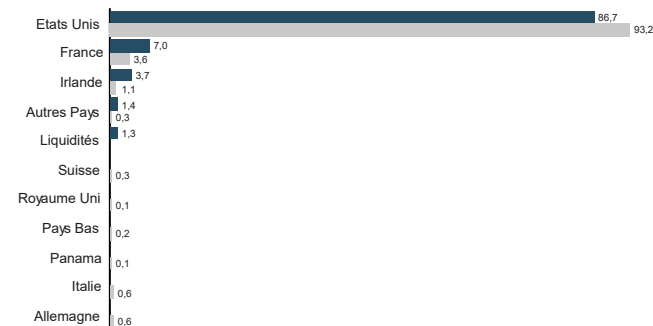 Etats Unis 86,7
93,2
France 7,0
3,6
Irlande 3,7
1,1
Autres Pays 1,4
0,3
Liquidités 1,3
Suisse 0,3
Royaume Uni 0,1
Pays Bas 0,2
Panama 0,1
Italie 0,6
Allemagne 0,6